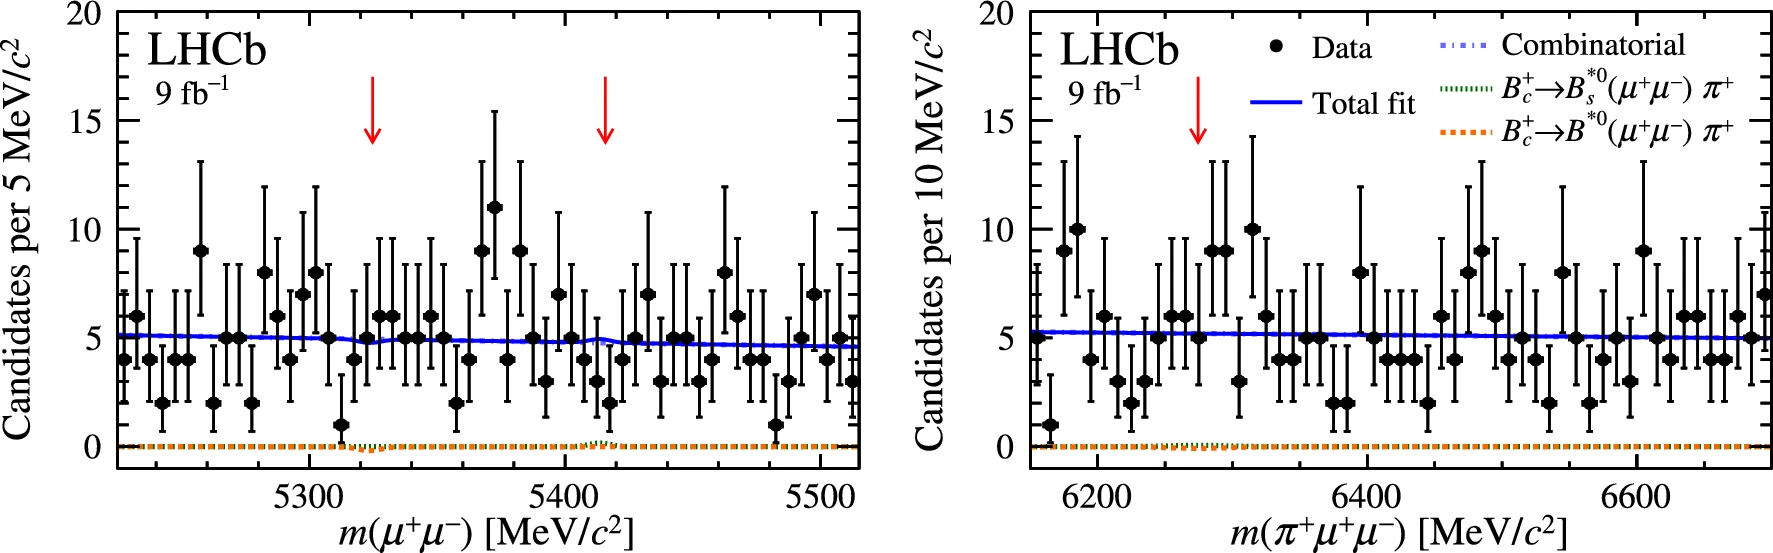 Candidates per 5 MeV/c²
20
15
10
5
0
LHCb
9 fb⁻¹
5300 5400 5500
m(μ⁺μ⁻) [MeV/c²]
Candidates per 10 MeV/c²
20
15
10
5
0
LHCb
9 fb⁻¹
Data
Total fit
Combinatorial
B_c⁺→B_s*⁰(μ⁺μ⁻) π⁺
B_c⁺→B*⁰(μ⁺μ⁻) π⁺
6200 6400 6600
m(π⁺μ⁺μ⁻) [MeV/c²]